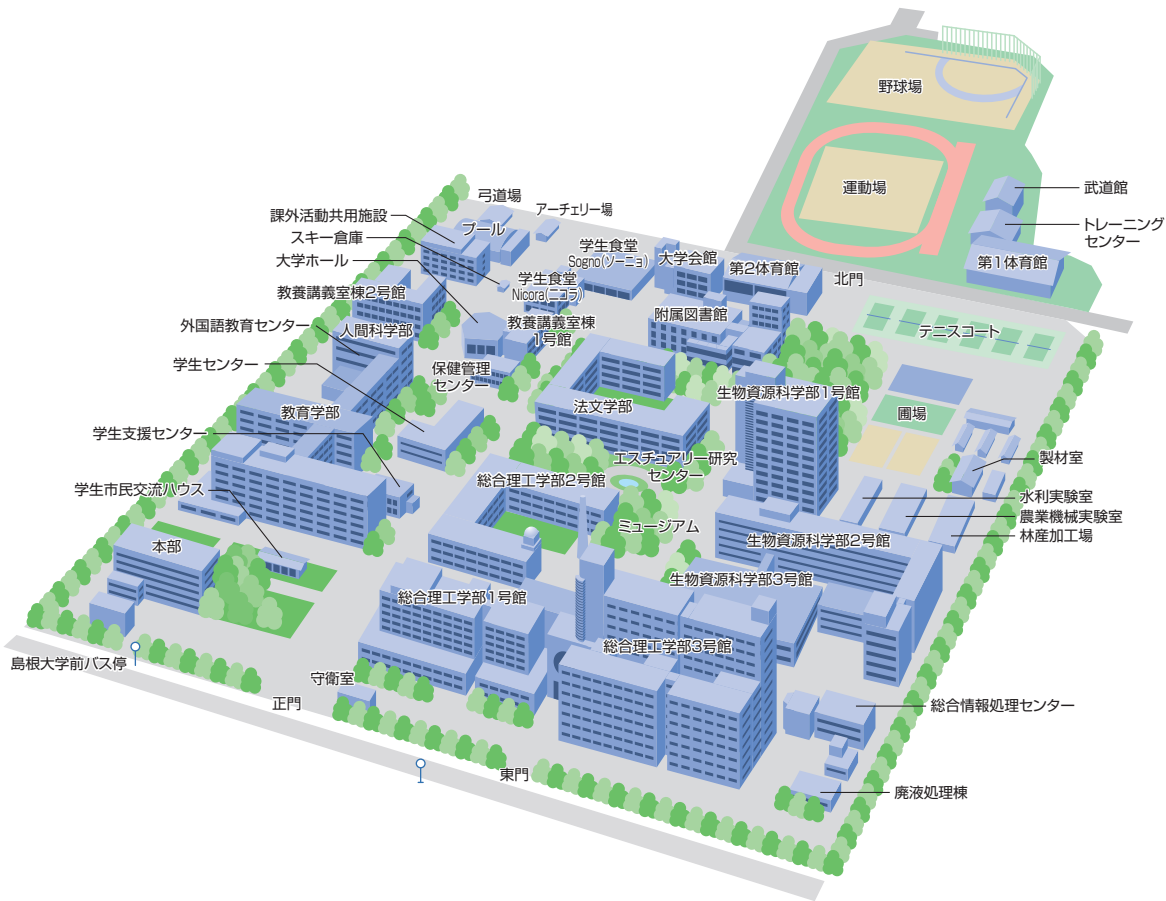 野球場
運動場
武道館
トレーニング
センター
第1体育館
弓道場
アーチェリー場
課外活動共用施設
プール
スキー倉庫
学生食堂
Sogno(ソーニョ)
大学会館
第2体育館
北門
大学ホール
学生食堂
Nicora(ニコラ)
教養講義室棟2号館
附属図書館
テニスコート
外国語教育センター
人間科学部
教養講義室棟
1号館
学生センター
保健管理
センター
生物資源科学部1号館
教育学部
法文学部
圃場
学生支援センター
エスチュアリー研究
センター
製材室
学生市民交流ハウス
総合理工学部2号館
水利実験室
ミュージアム
農業機械実験室
本部
生物資源科学部2号館
林産加工場
生物資源科学部3号館
総合理工学部1号館
総合理工学部3号館
島根大学前バス停
守衛室
正門
総合情報処理センター
東門
廃液処理棟